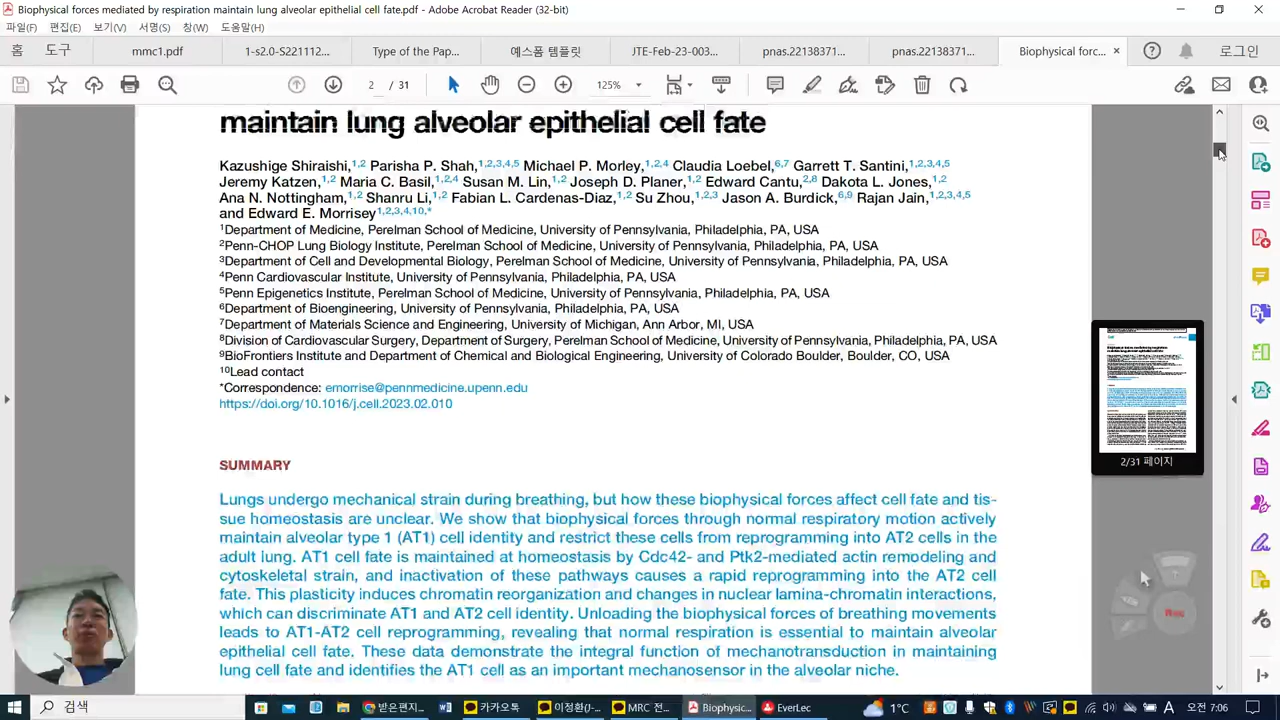 Biophysical forces mediated by respiration maintain lung alveolar epithelial cell fate.pdf - Adobe Acrobat Reader (32-bit)
파일(F) 편집(E) 보기(V) 서명(S) 창(W) 도움말(H)
홈 도구 mmc1.pdf 1-s2.0-S221112... Type of the Pap... 예스폼 템플릿 JTE-Feb-23-003... pnas.22138371... pnas.22138371... Biophysical forc... × 로그인
2 / 31 125%
maintain lung alveolar epithelial cell fate
Kazushige Shiraishi,1,2 Parisha P. Shah,1,2,3,4,5 Michael P. Morley,1,2,4 Claudia Loebel,6,7 Garrett T. Santini,1,2,3,4,5
Jeremy Katzen,1,2 Maria C. Basil,1,2,4 Susan M. Lin,1,2 Joseph D. Planer,1,2 Edward Cantu,2,8 Dakota L. Jones,1,2
Ana N. Nottingham,1,2 Shanru Li,1,2 Fabian L. Cardenas-Diaz,1,2 Su Zhou,1,2,3 Jason A. Burdick,6,9 Rajan Jain,1,2,3,4,5
and Edward E. Morrisey1,2,3,4,10,*
1Department of Medicine, Perelman School of Medicine, University of Pennsylvania, Philadelphia, PA, USA
2Penn-CHOP Lung Biology Institute, Perelman School of Medicine, University of Pennsylvania, Philadelphia, PA, USA
3Department of Cell and Developmental Biology, Perelman School of Medicine, University of Pennsylvania, Philadelphia, PA, USA
4Penn Cardiovascular Institute, University of Pennsylvania, Philadelphia, PA, USA
5Penn Epigenetics Institute, Perelman School of Medicine, University of Pennsylvania, Philadelphia, PA, USA
6Department of Bioengineering, University of Pennsylvania, Philadelphia, PA, USA
7Department of Materials Science and Engineering, University of Michigan, Ann Arbor, MI, USA
8Division of Cardiovascular Surgery, Department of Surgery, Perelman School of Medicine, University of Pennsylvania, Philadelphia, PA, USA
9BioFrontiers Institute and Department of Chemical and Biological Engineering, University of Colorado Boulder, Boulder, CO, USA
10Lead contact
*Correspondence: emorrise@pennmedicine.upenn.edu
https://doi.org/10.1016/j.cell.2023.02.010
2/31 페이지
SUMMARY
Lungs undergo mechanical strain during breathing, but how these biophysical forces affect cell fate and tis-
sue homeostasis are unclear. We show that biophysical forces through normal respiratory motion actively
maintain alveolar type 1 (AT1) cell identity and restrict these cells from reprogramming into AT2 cells in the
adult lung. AT1 cell fate is maintained at homeostasis by Cdc42- and Ptk2-mediated actin remodeling and
cytoskeletal strain, and inactivation of these pathways causes a rapid reprogramming into the AT2 cell
fate. This plasticity induces chromatin reorganization and changes in nuclear lamina-chromatin interactions,
which can discriminate AT1 and AT2 cell identity. Unloading the biophysical forces of breathing movements
leads to AT1-AT2 cell reprogramming, revealing that normal respiration is essential to maintain alveolar
epithelial cell fate. These data demonstrate the integral function of mechanotransduction in maintaining
lung cell fate and identifies the AT1 cell as an important mechanosensor in the alveolar niche.
검색 받은편지... 카카오톡 이정환(J-... MRC 전... Biophysic... EverLec 1°C A 오전 7:06